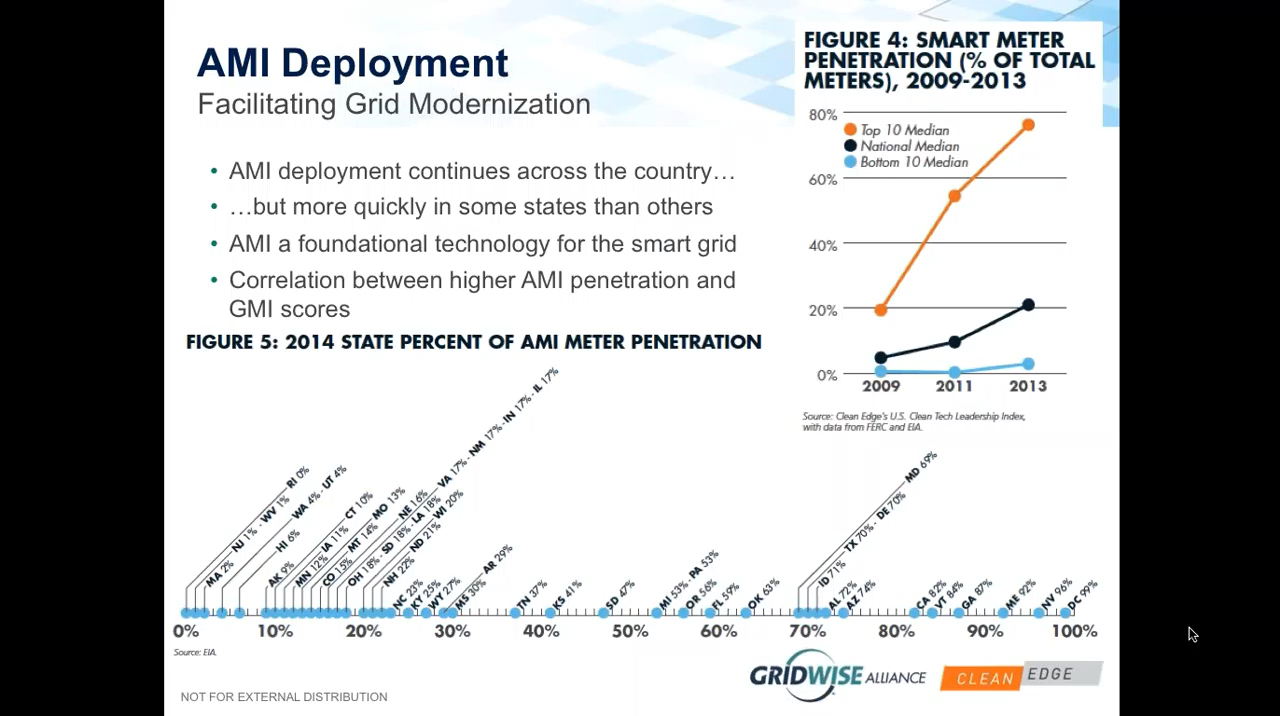 AMI Deployment
Facilitating Grid Modernization
• AMI deployment continues across the country…
• …but more quickly in some states than others
• AMI a foundational technology for the smart grid
• Correlation between higher AMI penetration and
GMI scores
FIGURE 4: SMART METER
PENETRATION (% OF TOTAL
METERS), 2009-2013
80%
Top 10 Median
National Median
Bottom 10 Median
60%
40%
20%
0%
2009 2011 2013
Source: Clean Edge's U.S. Clean Tech Leadership Index,
with data from FERC and EIA.
FIGURE 5: 2014 STATE PERCENT OF AMI METER PENETRATION
RI 0%
NJ 1% - WV 1%
MA 2%
WA 4% - UT 4%
HI 6%
AK 9%
CT 10%
IA 11%
MN 12%
MO 13%
MT 14%
CO 15%
NE 16%
VA 17% - NM 17% - IN 17% - IL 17%
OH 18% - SD 18% - LA 18%
WI 20%
ND 21%
NH 22%
NC 23%
KY 25%
WY 27%
AR 29%
MS 30%
TN 37%
KS 41%
SD 47%
MI 53% - PA 53%
OR 56%
FL 59%
OK 63%
MD 69%
TX 70% - DE 70%
ID 71%
AL 72%
AZ 74%
CA 82%
VT 84%
GA 87%
ME 92%
NV 96%
DC 99%
0% 10% 20% 30% 40% 50% 60% 70% 80% 90% 100%
Source: EIA.
GRIDWISE ALLIANCE
CLEAN EDGE
NOT FOR EXTERNAL DISTRIBUTION